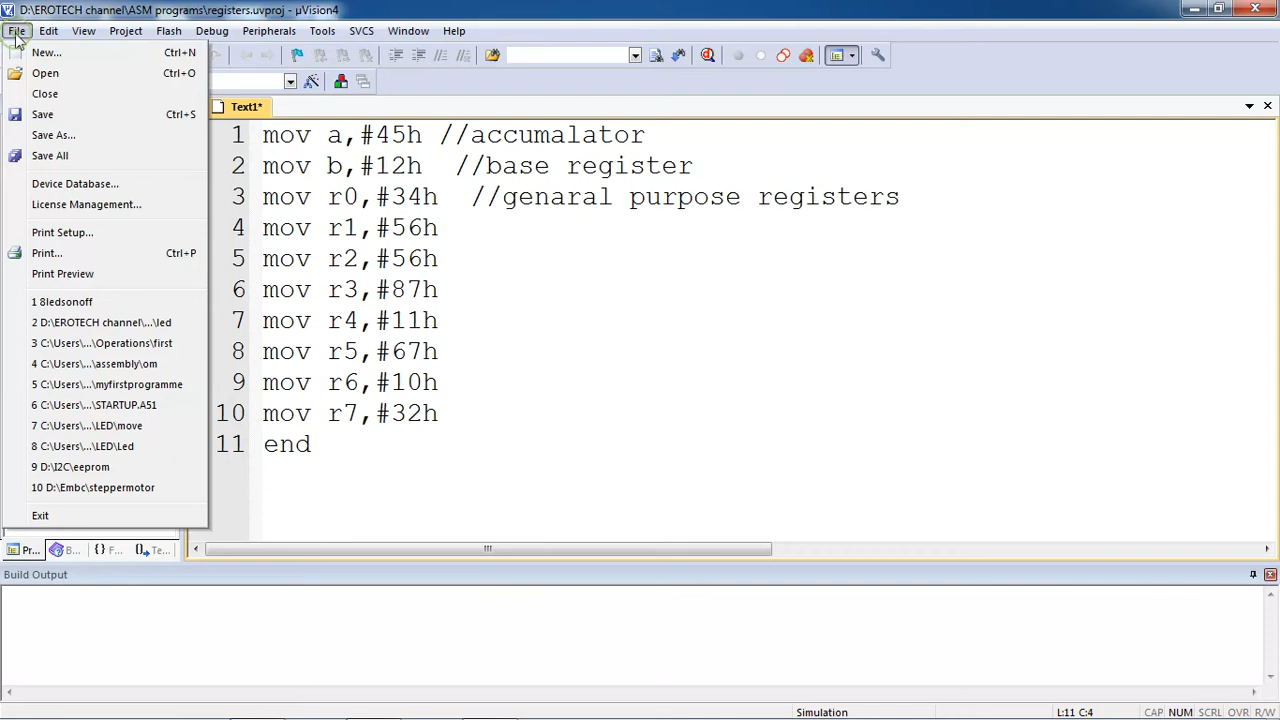 D:\EROTECH channel\ASM programs\registers.uvproj - µVision4
File Edit View Project Flash Debug Peripherals Tools SVCS Window Help
New... Ctrl+N
Open Ctrl+O
Close
Save Ctrl+S
Save As...
Save All
Device Database...
License Management...
Print Setup...
Print... Ctrl+P
Print Preview
1 8ledsonoff
2 D:\EROTECH channel\...\led
3 C:\Users\...\Operations\first
4 C:\Users\...\assembly\om
5 C:\Users\...\myfirstprogramme
6 C:\Users\...\STARTUP.A51
7 C:\Users\...\LED\move
8 C:\Users\...\LED\Led
9 D:\I2C\eeprom
10 D:\Embc\steppermotor
Exit
Text1*
1 mov a,#45h //accumalator
2 mov b,#12h //base register
3 mov r0,#34h //genaral purpose registers
4 mov r1,#56h
5 mov r2,#56h
6 mov r3,#87h
7 mov r4,#11h
8 mov r5,#67h
9 mov r6,#10h
10 mov r7,#32h
11 end
Pr... B... {} F... Te...
Build Output
Simulation L:11 C:4 CAP NUM SCRL OVR R/W